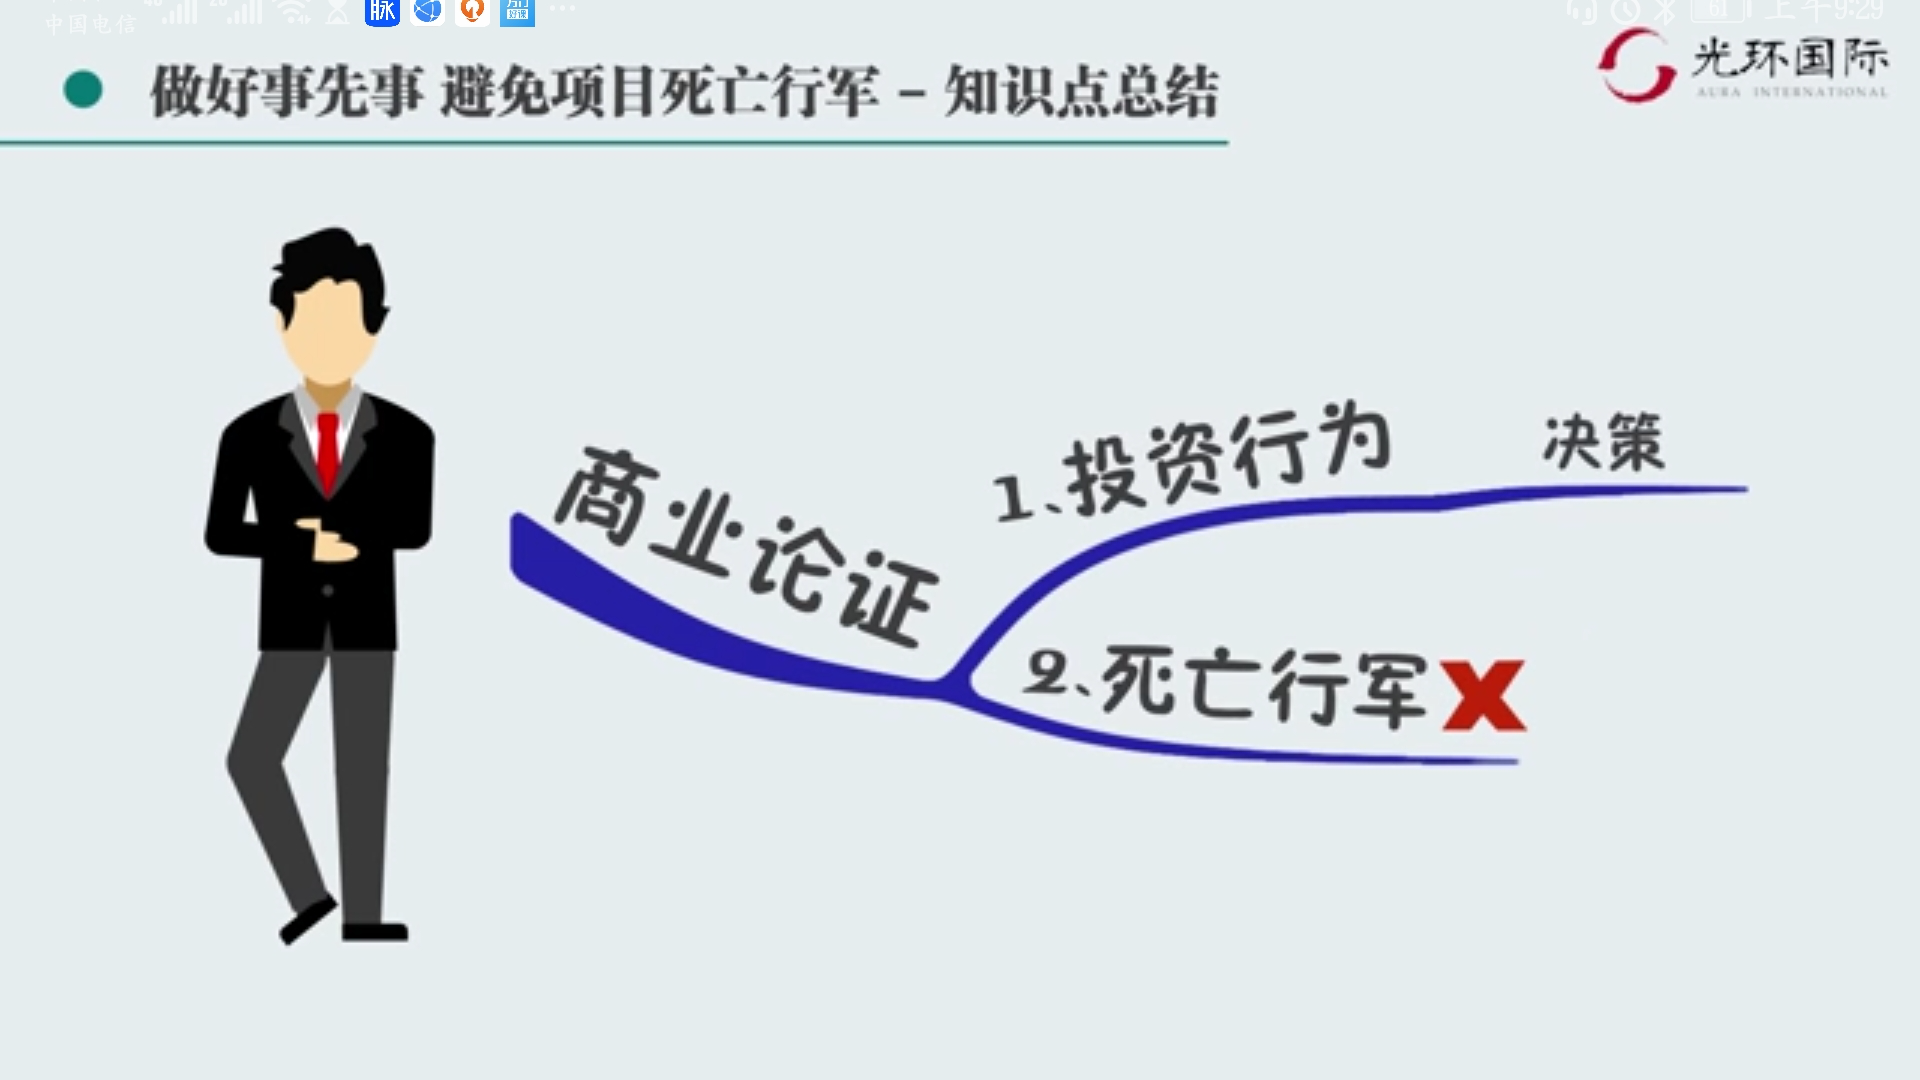 中国电信
脉
上午9:29
做好事先事 避免项目死亡行军 - 知识点总结
光环国际
AURA INTERNATIONAL
商业论证
1、投资行为 决策
2、死亡行军X